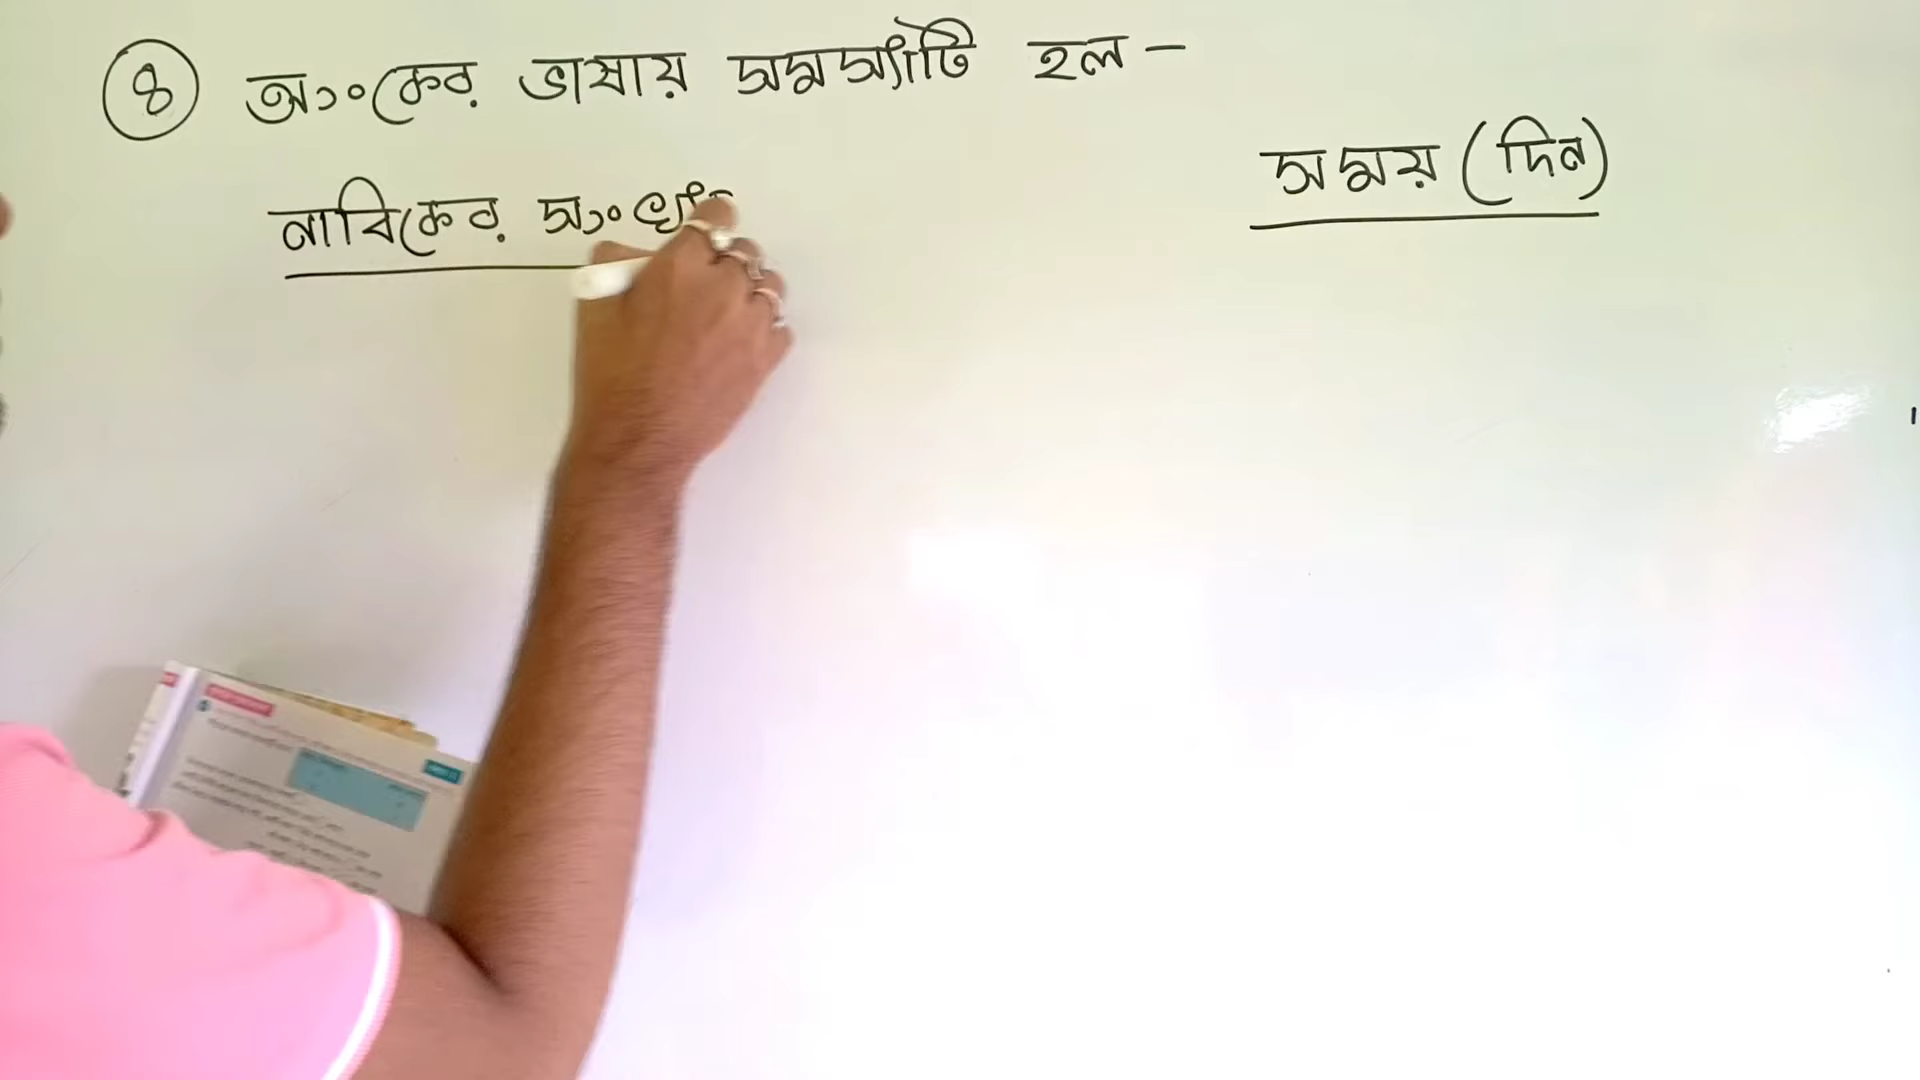 ৪ অংকের ভাষায় সমস্যাটি হল -
সময় (দিন)
নাবিকের সংখ্যা